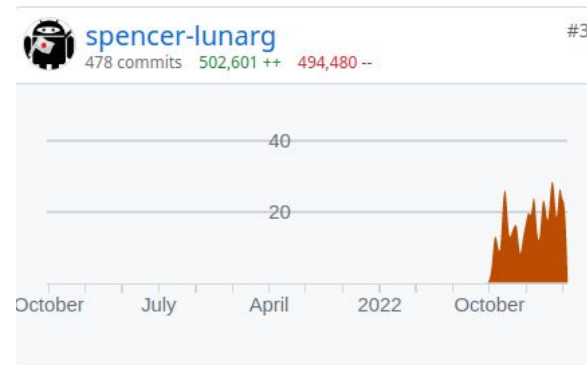 spencer-lunarg #3
478 commits 502,601 ++ 494,480 --
40
20
October July April 2022 October